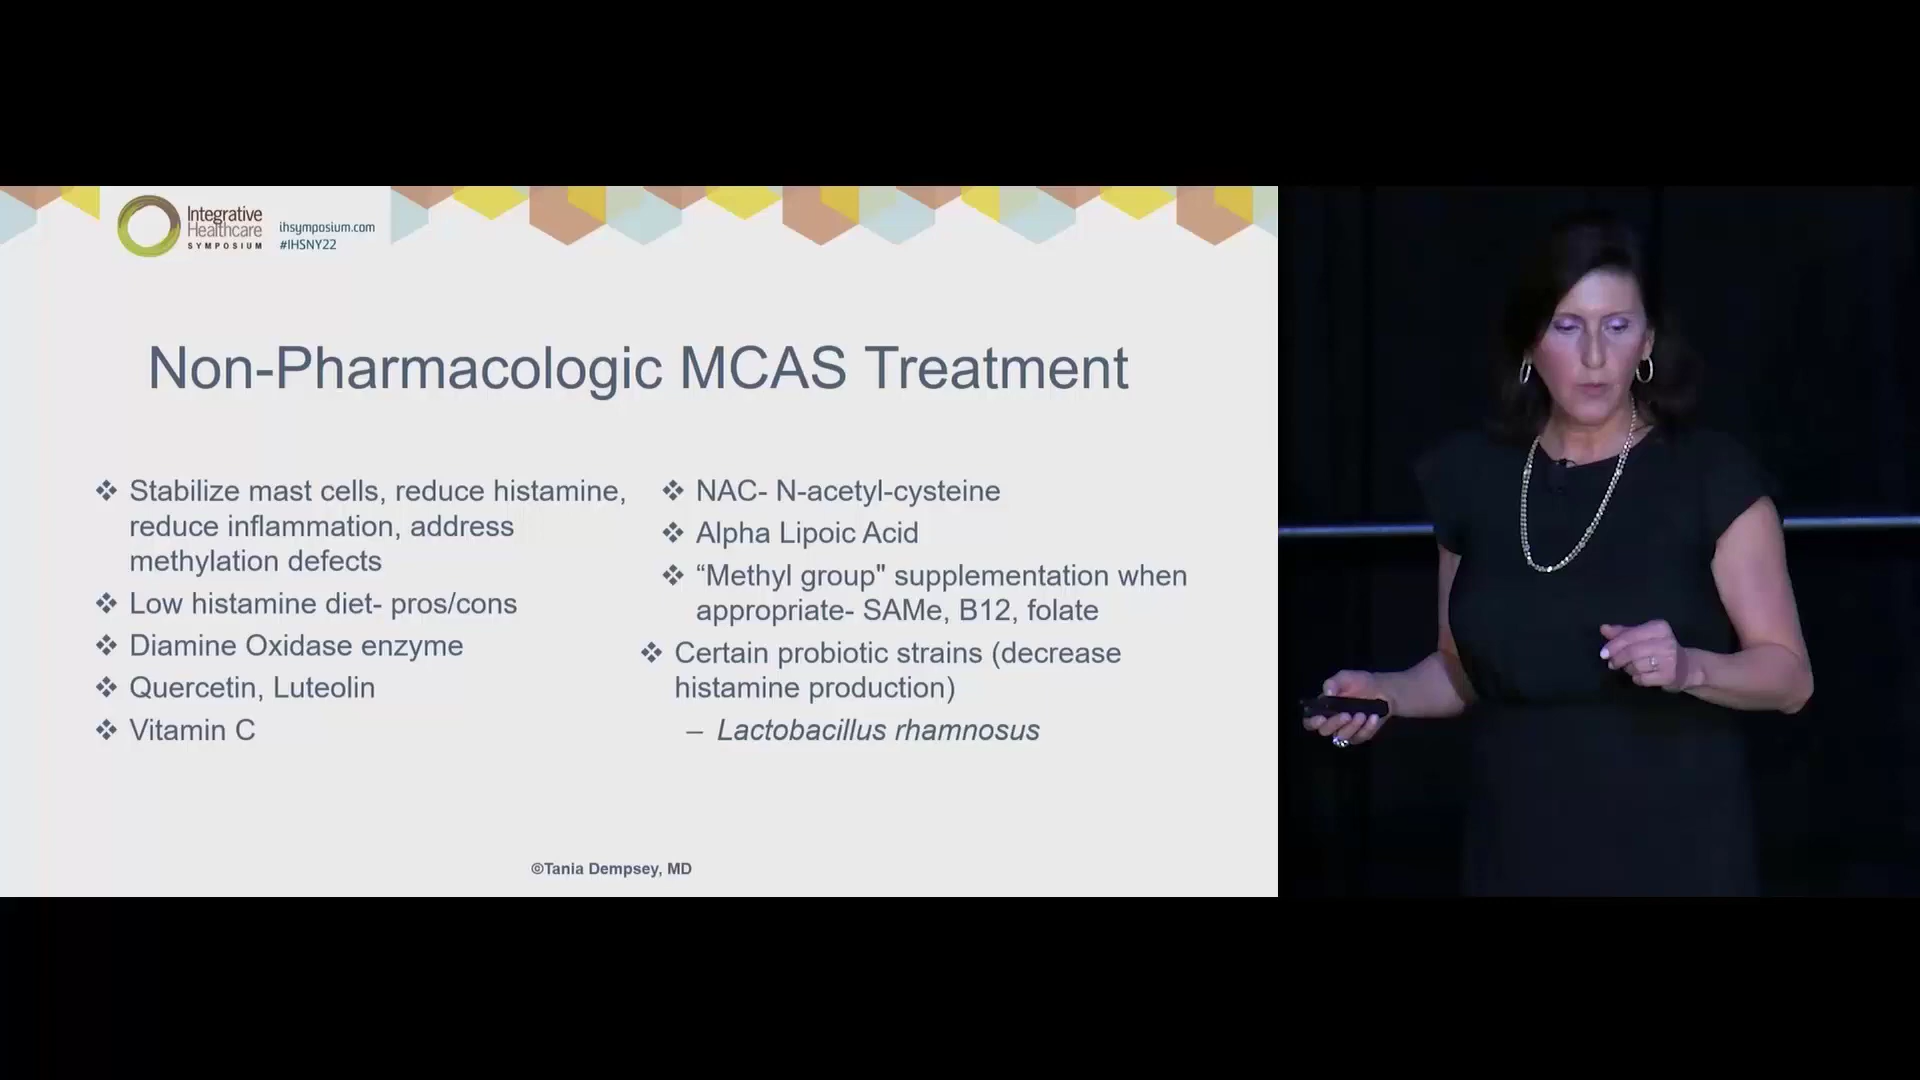 Integrative
Healthcare
SYMPOSIUM
ihsymposium.com
#IHSNY22
Non-Pharmacologic MCAS Treatment
❖ Stabilize mast cells, reduce histamine,
reduce inflammation, address
methylation defects
❖ Low histamine diet- pros/cons
❖ Diamine Oxidase enzyme
❖ Quercetin, Luteolin
❖ Vitamin C
❖ NAC- N-acetyl-cysteine
❖ Alpha Lipoic Acid
❖ “Methyl group" supplementation when
appropriate- SAMe, B12, folate
❖ Certain probiotic strains (decrease
histamine production)
– Lactobacillus rhamnosus
©Tania Dempsey, MD